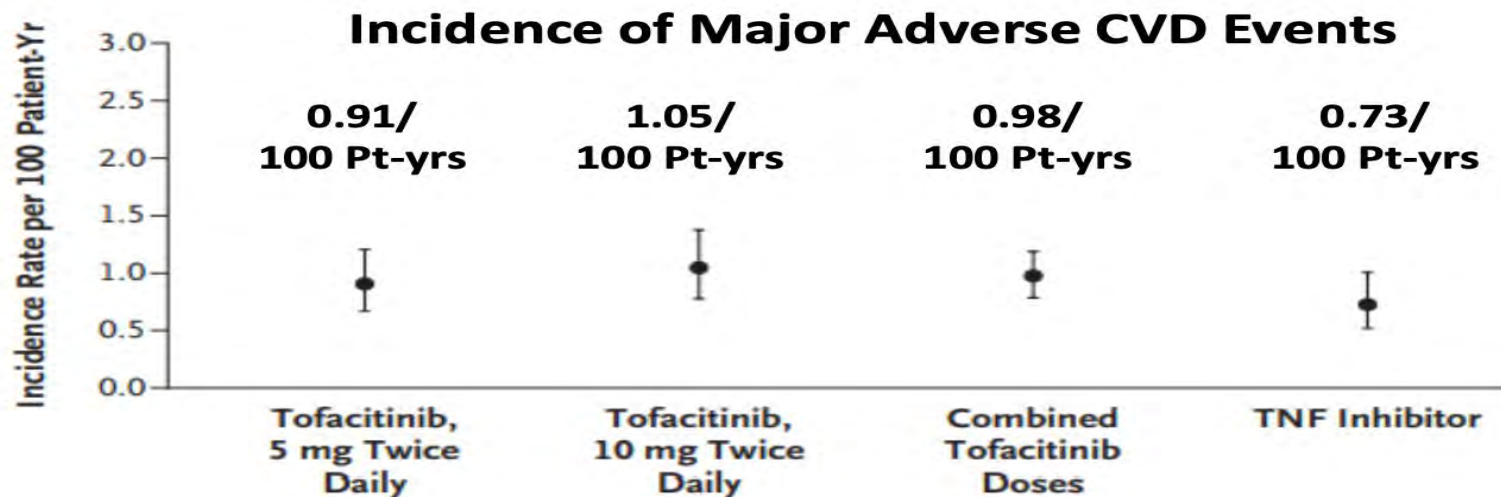 Incidence of Major Adverse CVD Events
Incidence Rate per 100 Patient-Yr
3.0
2.5
2.0
1.5
1.0
0.5
0.0
0.91/
100 Pt-yrs
1.05/
100 Pt-yrs
0.98/
100 Pt-yrs
0.73/
100 Pt-yrs
Tofacitinib,
5 mg Twice
Daily
Tofacitinib,
10 mg Twice
Daily
Combined
Tofacitinib
Doses
TNF Inhibitor